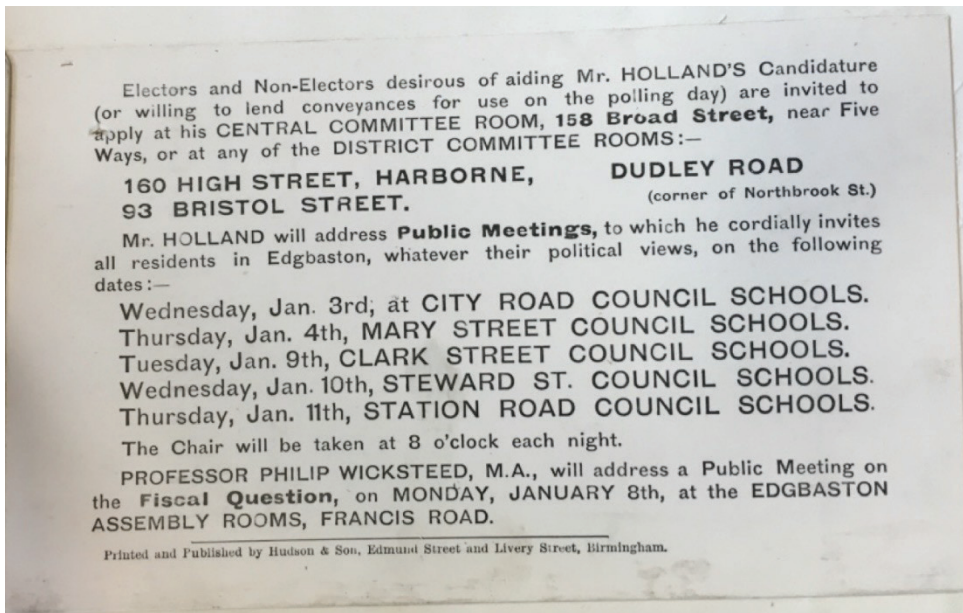 Electors and Non-Electors desirous of aiding Mr. HOLLAND'S Candidature
(or willing to lend conveyances for use on the polling day) are invited to
apply at his CENTRAL COMMITTEE ROOM, 158 Broad Street, near Five
Ways, or at any of the DISTRICT COMMITTEE ROOMS:—
160 HIGH STREET, HARBORNE, DUDLEY ROAD
93 BRISTOL STREET. (corner of Northbrook St.)
Mr. HOLLAND will address Public Meetings, to which he cordially invites
all residents in Edgbaston, whatever their political views, on the following
dates:—
Wednesday, Jan. 3rd, at CITY ROAD COUNCIL SCHOOLS.
Thursday, Jan. 4th, MARY STREET COUNCIL SCHOOLS.
Tuesday, Jan. 9th, CLARK STREET COUNCIL SCHOOLS.
Wednesday, Jan. 10th, STEWARD ST. COUNCIL SCHOOLS.
Thursday, Jan. 11th, STATION ROAD COUNCIL SCHOOLS.
The Chair will be taken at 8 o'clock each night.
PROFESSOR PHILIP WICKSTEED, M.A., will address a Public Meeting on
the Fiscal Question, on MONDAY, JANUARY 8th, at the EDGBASTON
ASSEMBLY ROOMS, FRANCIS ROAD.
Printed and Published by Hudson & Son, Edmund Street and Livery Street, Birmingham.